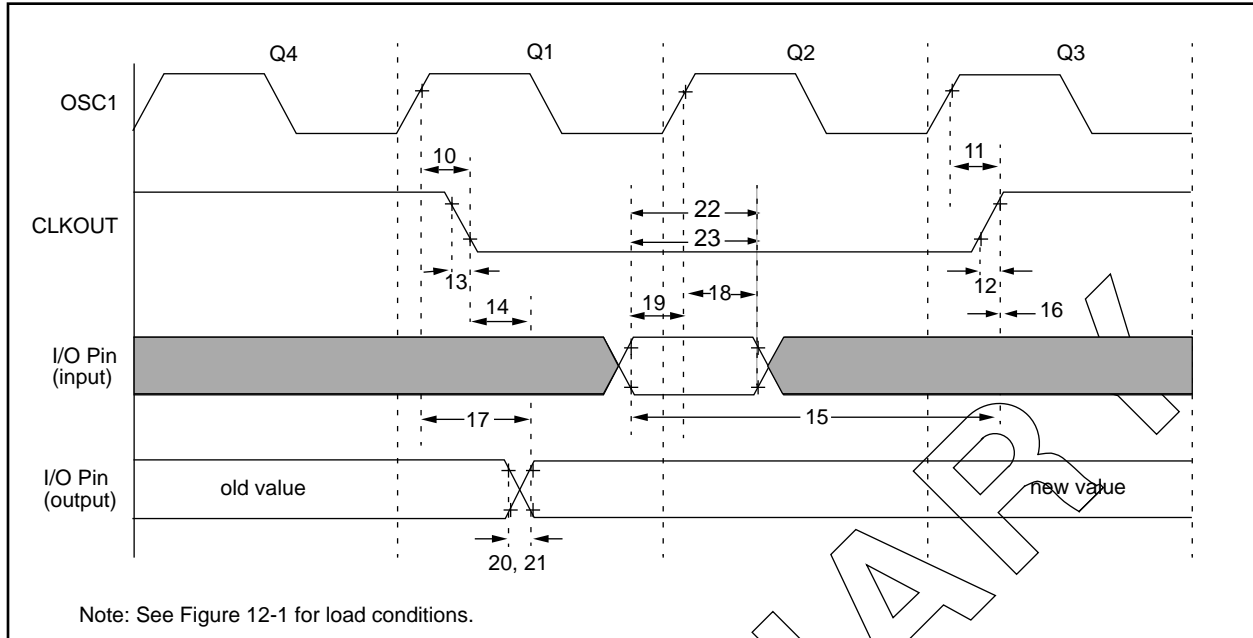 Q4 Q1 Q2 Q3
OSC1
10 11
CLKOUT
22
23
13 12
14 19 18 16
I/O Pin
(input)
17 15
I/O Pin
(output)
old value new value
20, 21
Note: See Figure 12-1 for load conditions.